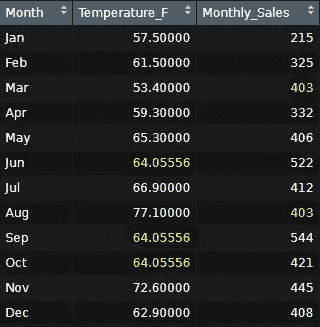 Month Temperature_F Monthly_Sales
Jan 57.50000 215
Feb 61.50000 325
Mar 53.40000 403
Apr 59.30000 332
May 65.30000 406
Jun 64.05556 522
Jul 66.90000 412
Aug 77.10000 403
Sep 64.05556 544
Oct 64.05556 421
Nov 72.60000 445
Dec 62.90000 408